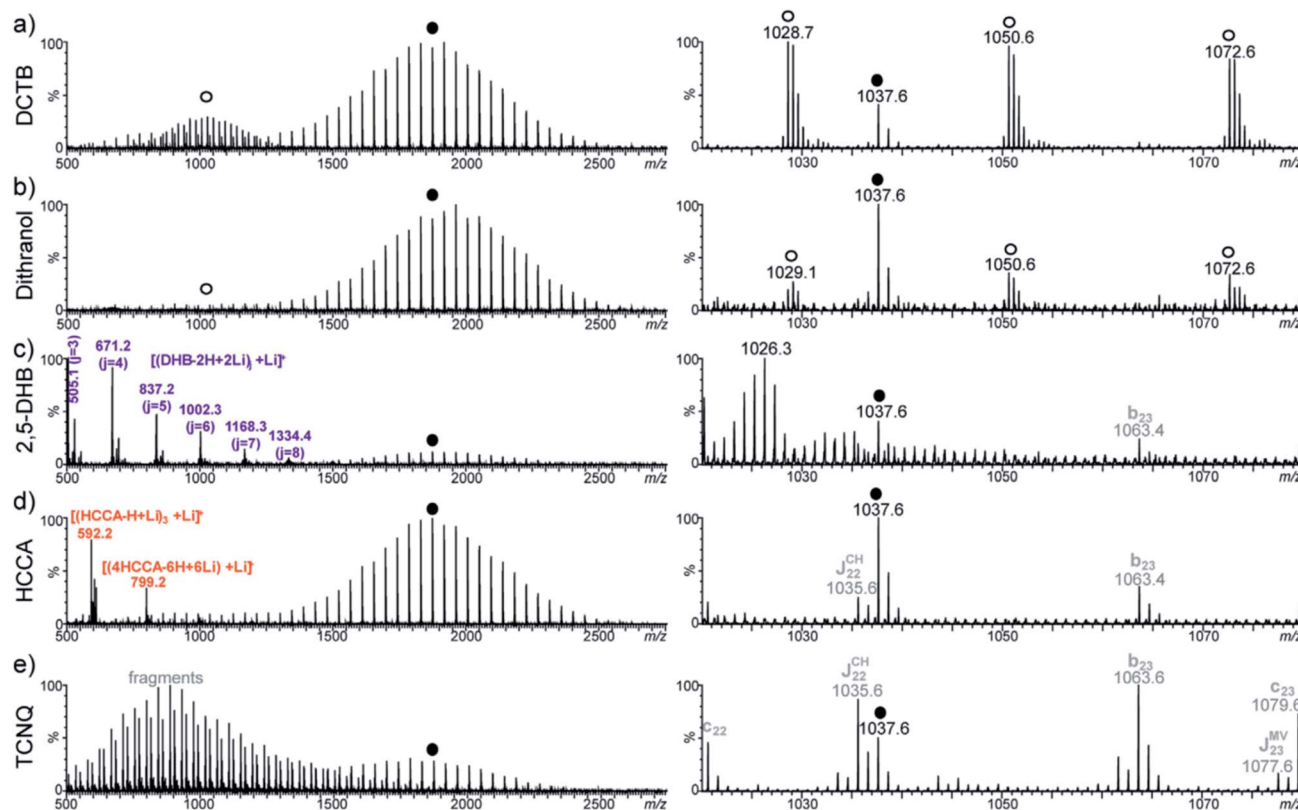 a)
DCTB
100
%
0
500 1000 1500 2000 2500 m/z
100
%
0
1028.7
1037.6
1050.6
1072.6
1030 1050 1070 m/z
b)
Dithranol
100
%
0
500 1000 1500 2000 2500 m/z
100
%
0
1029.1
1037.6
1050.6
1072.6
1030 1050 1070 m/z
c)
2,5-DHB
100
%
0
505.1 (j=3)
671.2
(j=4)
[(DHB-2H+2Li)j +Li]+
837.2
(j=5)
1002.3
(j=6)
1168.3
(j=7)
1334.4
(j=8)
500 1000 1500 2000 2500 m/z
100
%
0
1026.3
1037.6
b23
1063.4
1030 1050 1070 m/z
d)
HCCA
100
%
0
[(HCCA-H+Li)3 +Li]+
592.2
[(4HCCA-6H+6Li) +Li]+
799.2
500 1000 1500 2000 2500 m/z
100
%
0
1037.6
J22CH
1035.6
b23
1063.4
1030 1050 1070 m/z
e)
TCNQ
100
%
0
fragments
500 1000 1500 2000 2500 m/z
100
%
0
c22
J22CH
1035.6
1037.6
b23
1063.6
c23
1079.6
J23MV
1077.6
1030 1050 1070 m/z